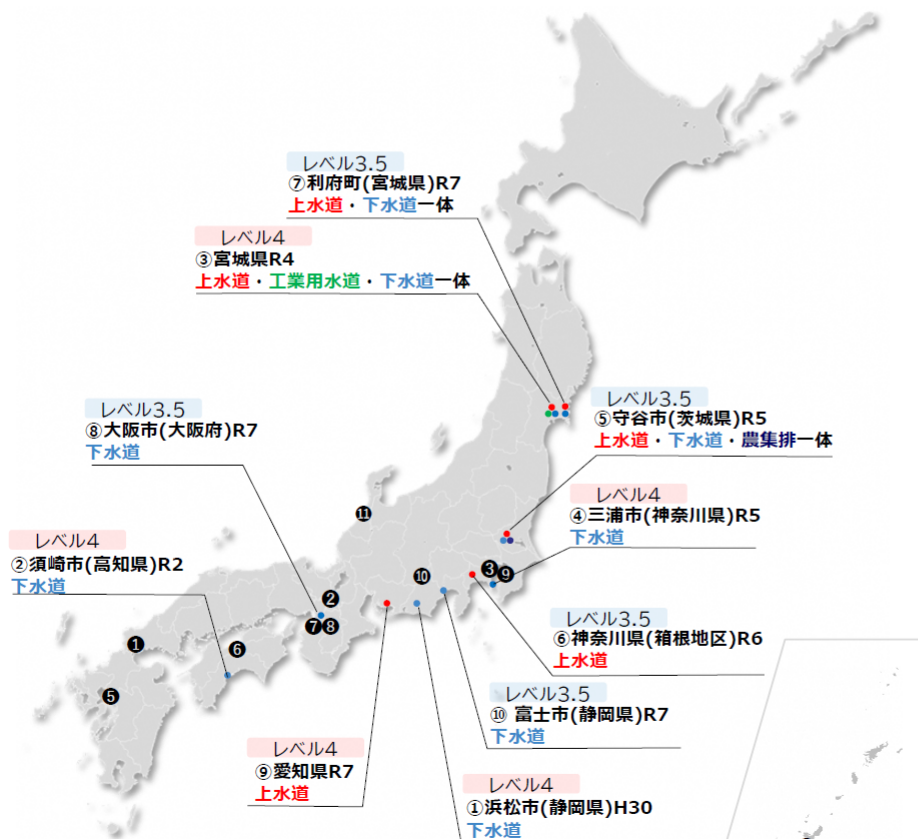 レベル3.5
⑦利府町(宮城県)R7
上水道・下水道一体
レベル4
③宮城県R4
上水道・工業用水道・下水道一体
レベル3.5
⑤守谷市(茨城県)R5
上水道・下水道・農集排一体
レベル3.5
⑧大阪市(大阪府)R7
下水道
レベル4
④三浦市(神奈川県)R5
下水道
⓫
レベル4
②須崎市(高知県)R2
下水道
❸
❾
❿
❷
❼❽
❶
❻
❺
レベル3.5
⑥神奈川県(箱根地区)R6
上水道
レベル3.5
⑩ 富士市(静岡県)R7
下水道
レベル4
⑨愛知県R7
上水道
レベル4
①浜松市(静岡県)H30
下水道